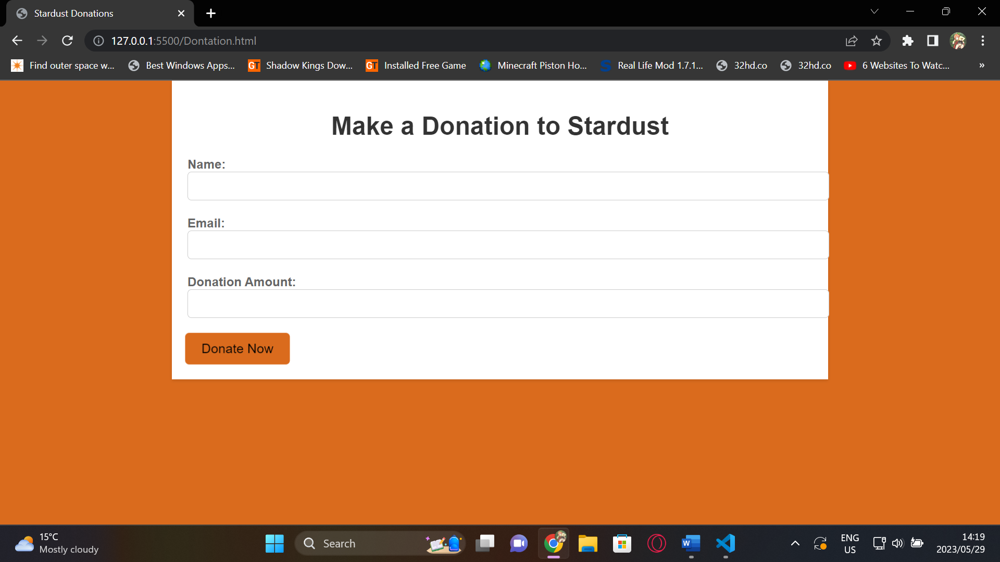 Stardust Donations
127.0.0.1:5500/Dontation.html
Find outer space w...
Best Windows Apps...
GT
Shadow Kings Dow...
GT
Installed Free Game
Minecraft Piston Ho...
S
Real Life Mod 1.7.1...
32hd.co
32hd.co
6 Websites To Watc...
»
Make a Donation to Stardust
Name:
Email:
Donation Amount:
Donate Now
15°C
Mostly cloudy
Search
W
ENG
US
14:19
2023/05/29